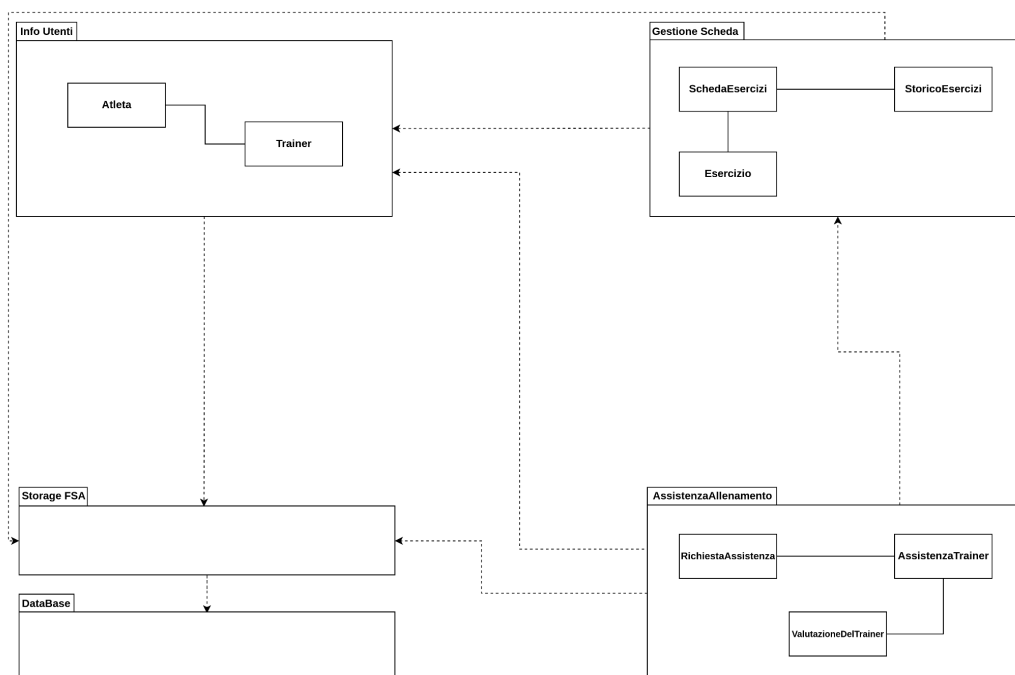 Info Utenti
Atleta
Trainer
Gestione Scheda
SchedaEsercizi
StoricoEsercizi
Esercizio
Storage FSA
DataBase
AssistenzaAllenamento
RichiestaAssistenza
AssistenzaTrainer
ValutazioneDelTrainer